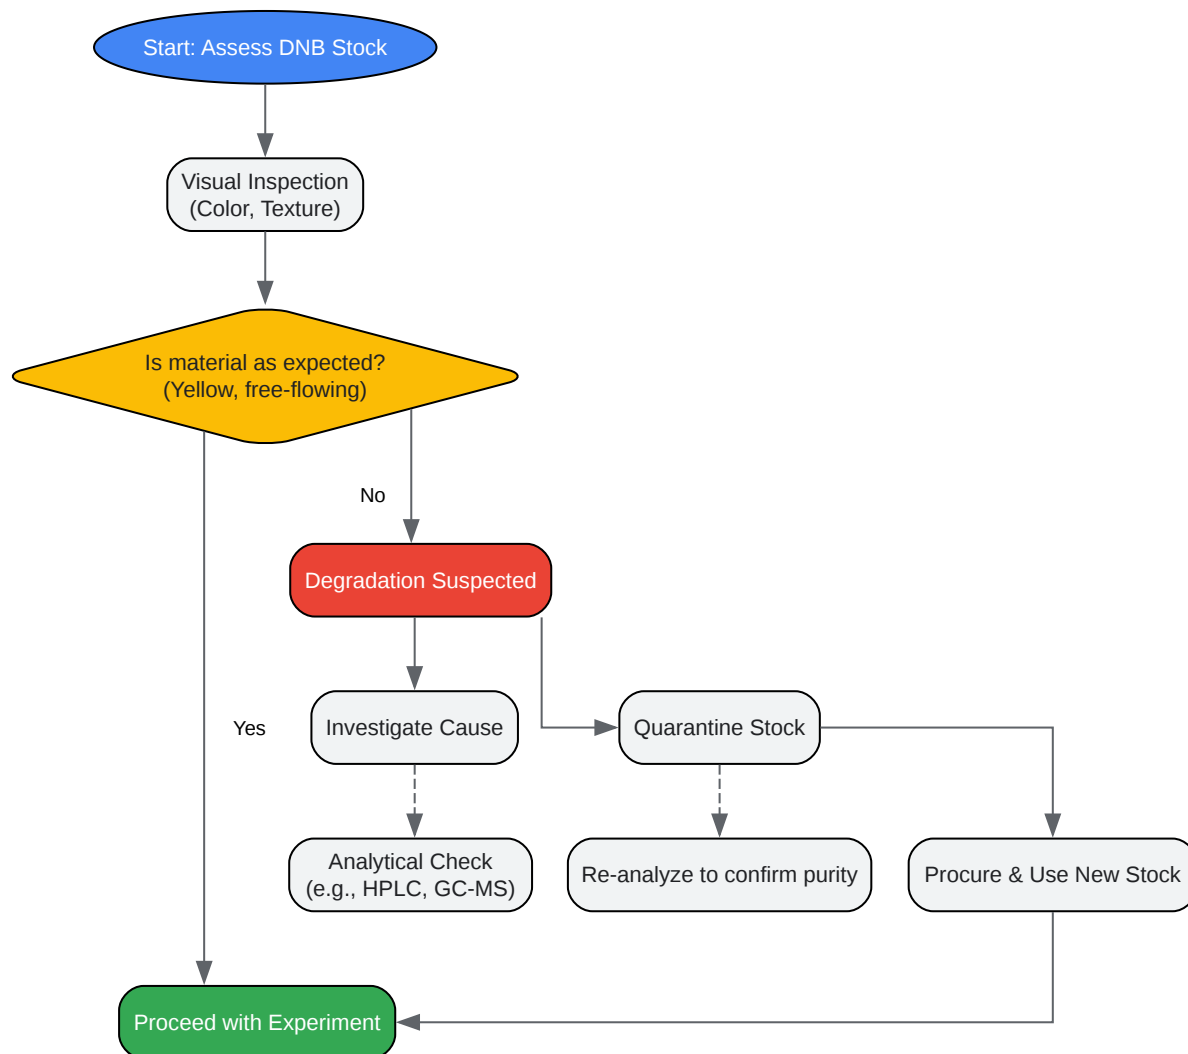 Start: Assess DNB Stock
Visual Inspection
(Color, Texture)
Is material as expected?
(Yellow, free-flowing)
No
Degradation Suspected
Yes
Investigate Cause
Quarantine Stock
Analytical Check
(e.g., HPLC, GC-MS)
Re-analyze to confirm purity
Procure & Use New Stock
Proceed with Experiment